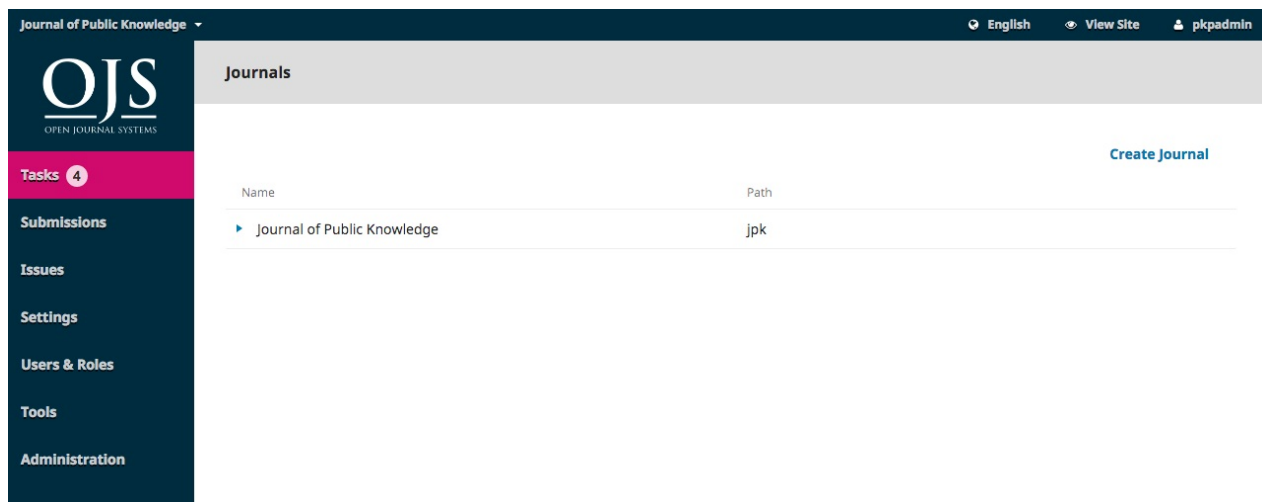 Journal of Public Knowledge English View Site pkpadmin
OJS
OPEN JOURNAL SYSTEMS
Journals
Create Journal
Tasks 4
Submissions
Issues
Settings
Users & Roles
Tools
Administration
Name Path
Journal of Public Knowledge jpk